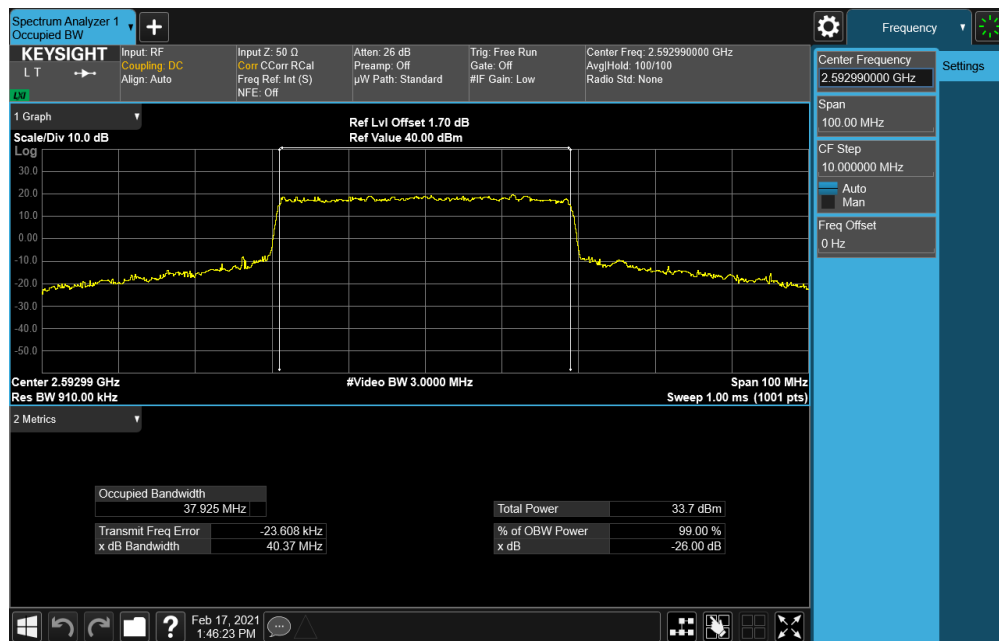 Spectrum Analyzer 1
Occupied BW
Frequency
KEYSIGHT
L T
LXI
Input: RF
Coupling: DC
Align: Auto
Input Z: 50 Ω
Corr CCorr RCal
Freq Ref: Int (S)
NFE: Off
Atten: 26 dB
Preamp: Off
µW Path: Standard
Trig: Free Run
Gate: Off
#IF Gain: Low
Center Freq: 2.592990000 GHz
Avg|Hold: 100/100
Radio Std: None
Center Frequency
2.592990000 GHz
Settings
Span
100.00 MHz
CF Step
10.000000 MHz
Auto
Man
Freq Offset
0 Hz
1 Graph
Scale/Div 10.0 dB
Ref Lvl Offset 1.70 dB
Ref Value 40.00 dBm
Log
30.0
20.0
10.0
0.00
-10.0
-20.0
-30.0
-40.0
-50.0
Center 2.59299 GHz
#Video BW 3.0000 MHz
Span 100 MHz
Res BW 910.00 kHz
Sweep 1.00 ms (1001 pts)
2 Metrics
Occupied Bandwidth
37.925 MHz
Transmit Freq Error -23.608 kHz
x dB Bandwidth 40.37 MHz
Total Power 33.7 dBm
% of OBW Power 99.00 %
x dB -26.00 dB
?
Feb 17, 2021
1:46:23 PM